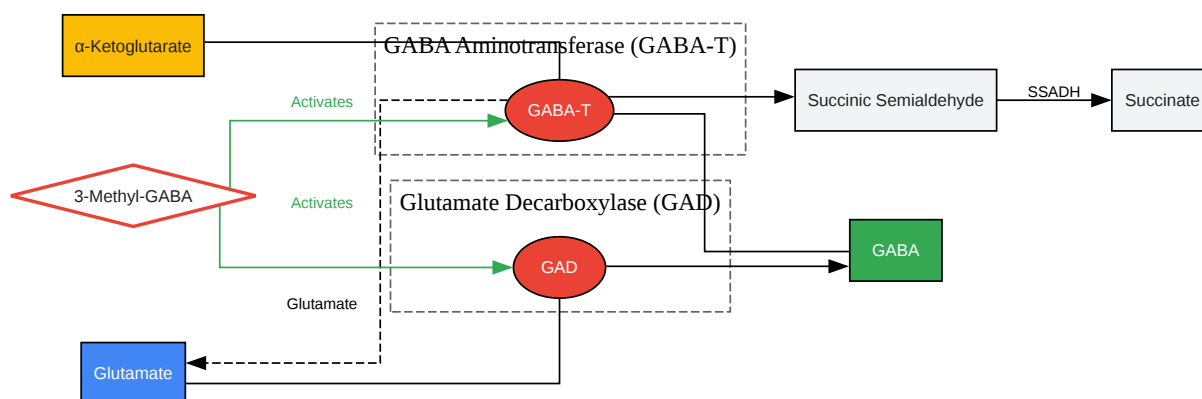 α-Ketoglutarate
GABA Aminotransferase (GABA-T)
Activates
GABA-T
Succinic Semialdehyde
SSADH
Succinate
3-Methyl-GABA
Activates
Glutamate Decarboxylase (GAD)
GAD
GABA
Glutamate
Glutamate